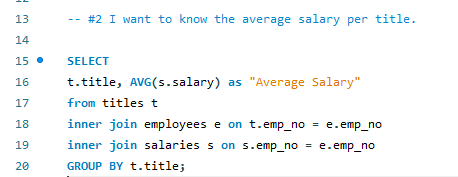 13 -- #2 I want to know the average salary per title.
14
15 SELECT
16 t.title, AVG(s.salary) as "Average Salary"
17 from titles t
18 inner join employees e on t.emp_no = e.emp_no
19 inner join salaries s on s.emp_no = e.emp_no
20 GROUP BY t.title;